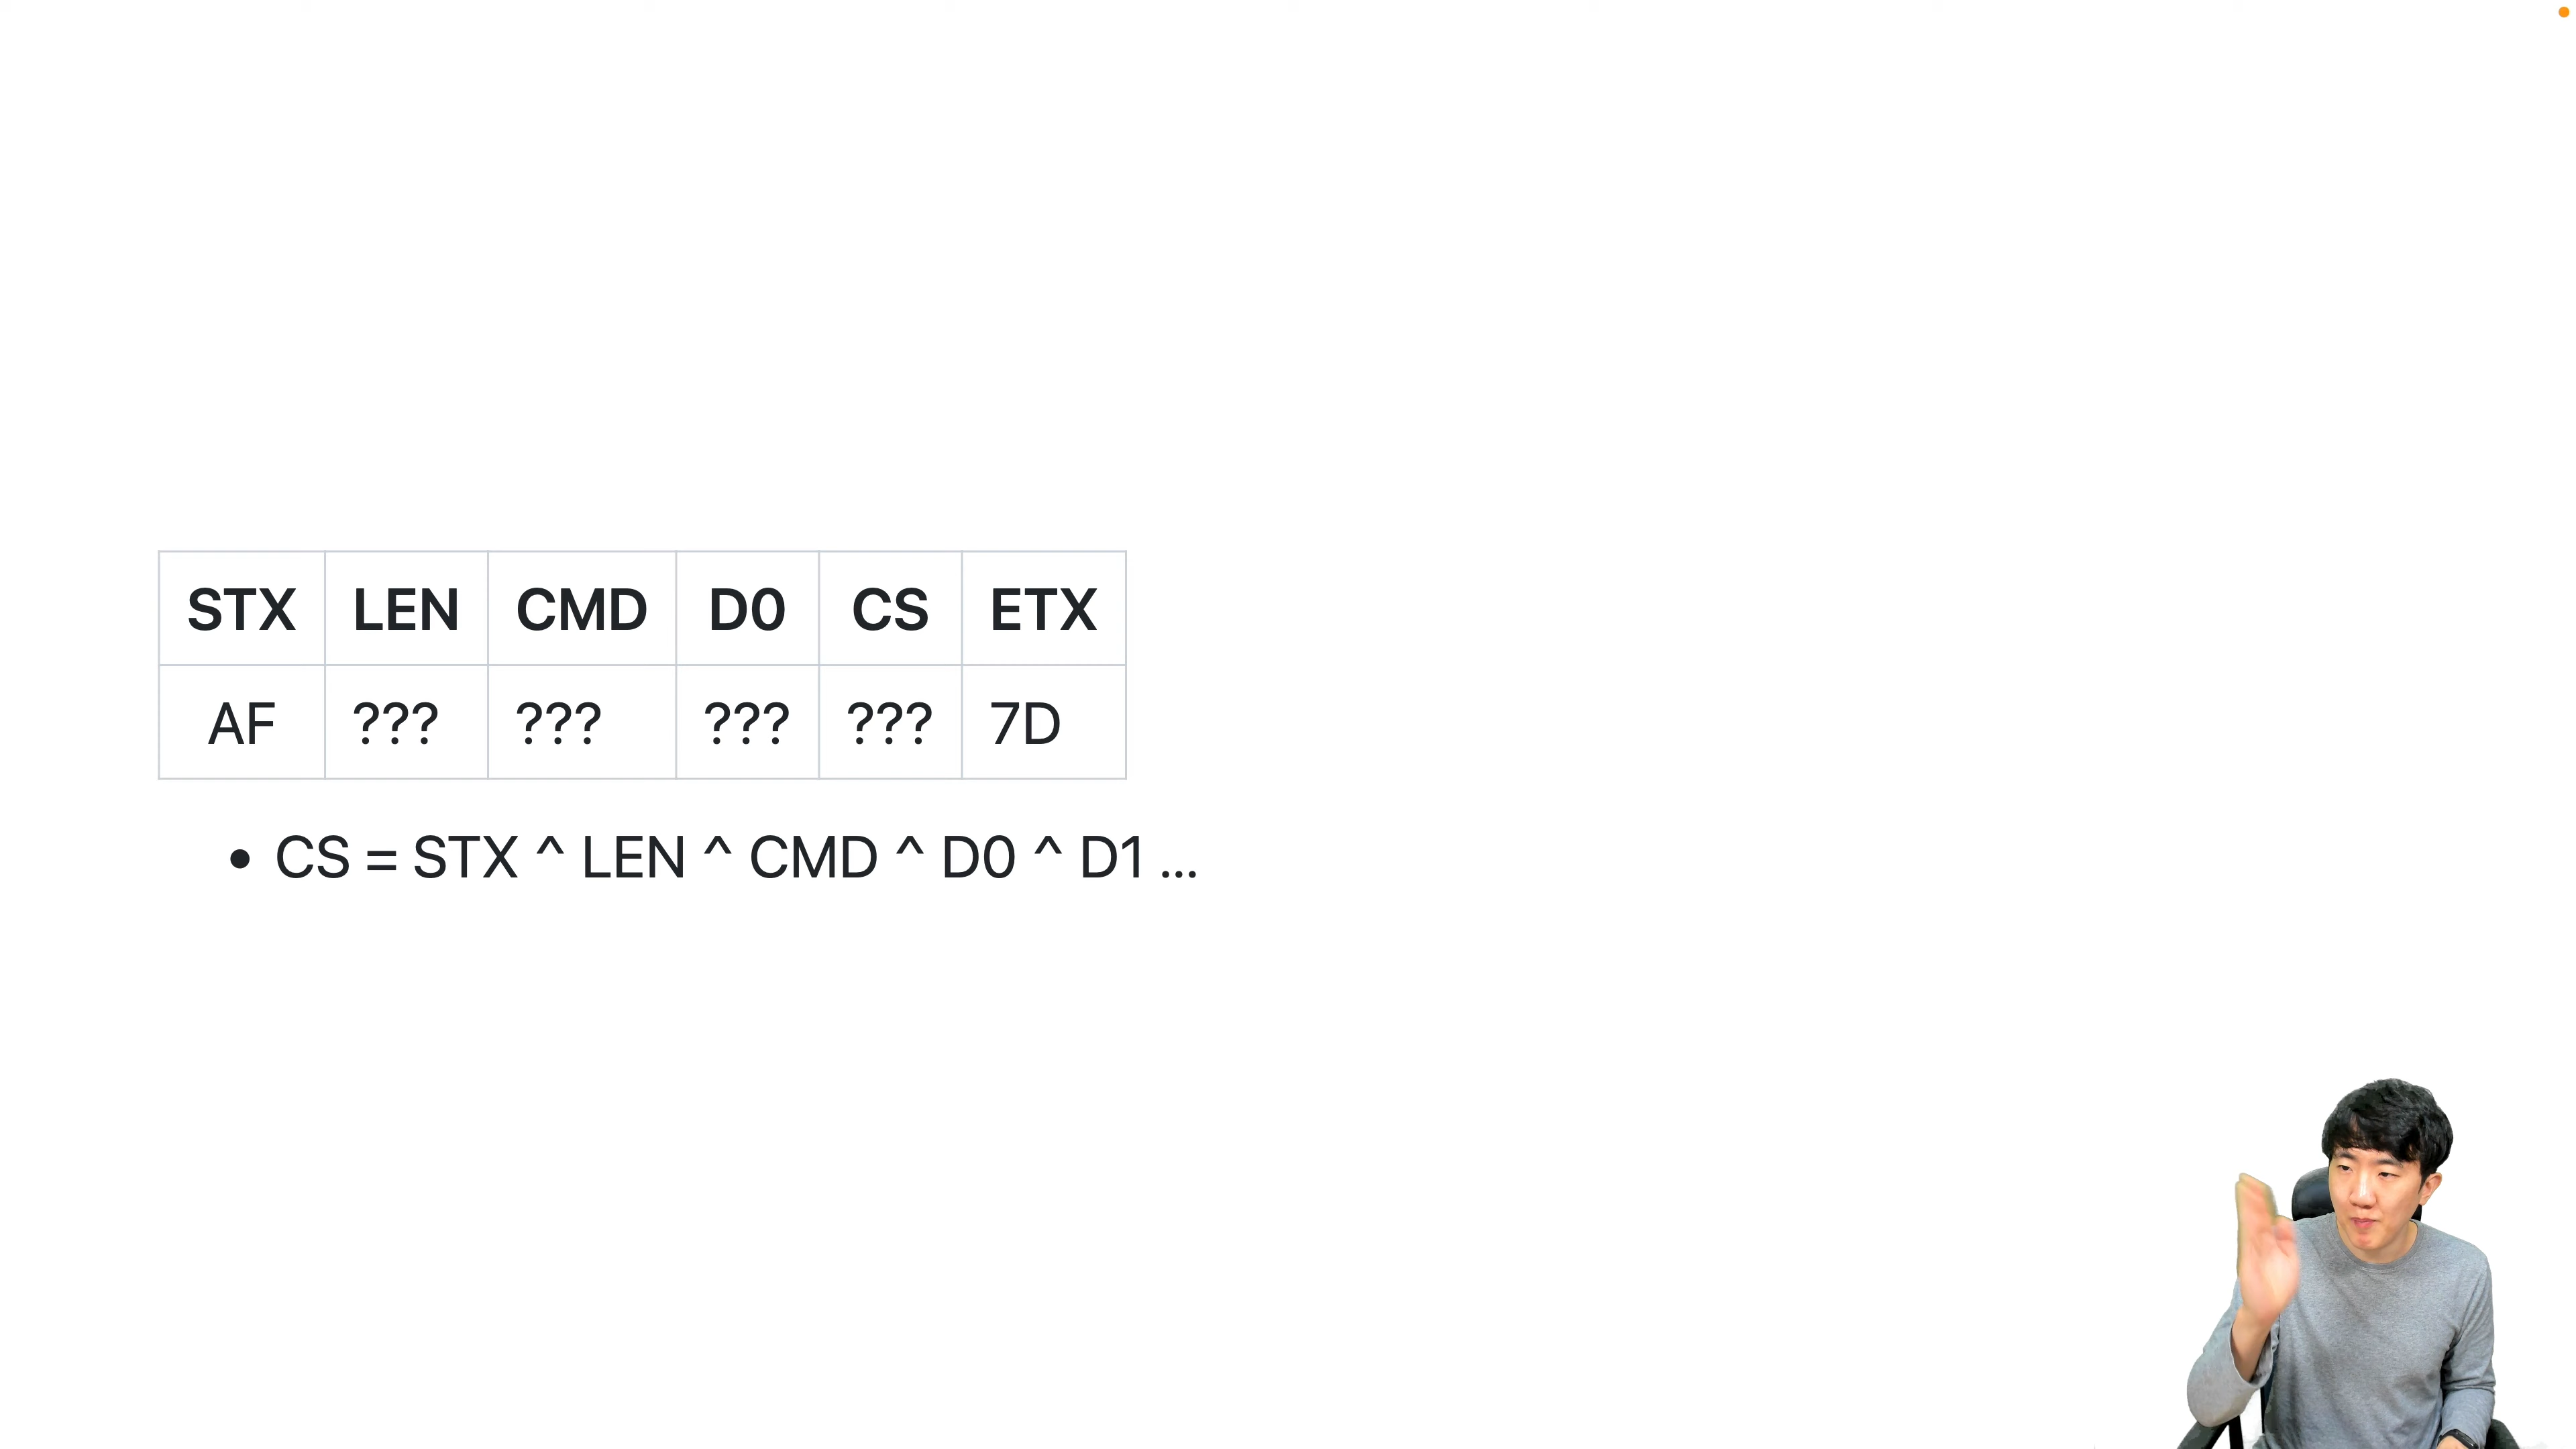 STX LEN CMD D0 CS ETX
AF ??? ??? ??? ??? 7D
• CS = STX ^ LEN ^ CMD ^ D0 ^ D1 ...